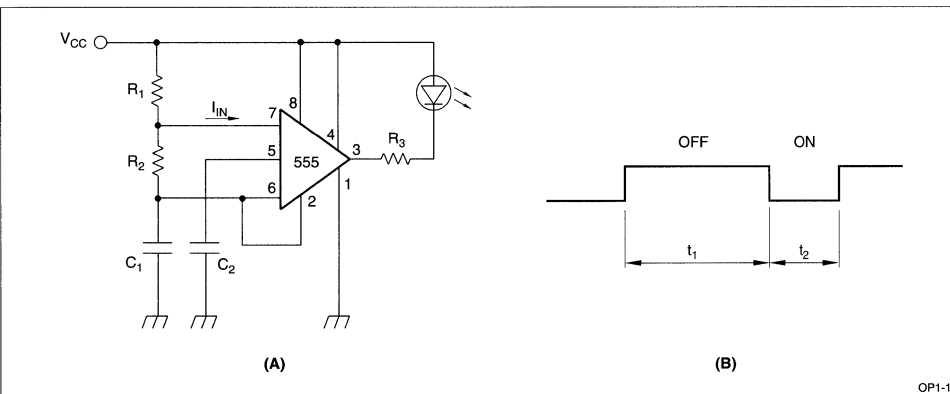 V_CC
R_1
I_IN
7
8
4
R_3
3
R_2
5
555
1
6
2
C_1
C_2
(A)
OFF
ON
t_1
t_2
(B)
OP1-1